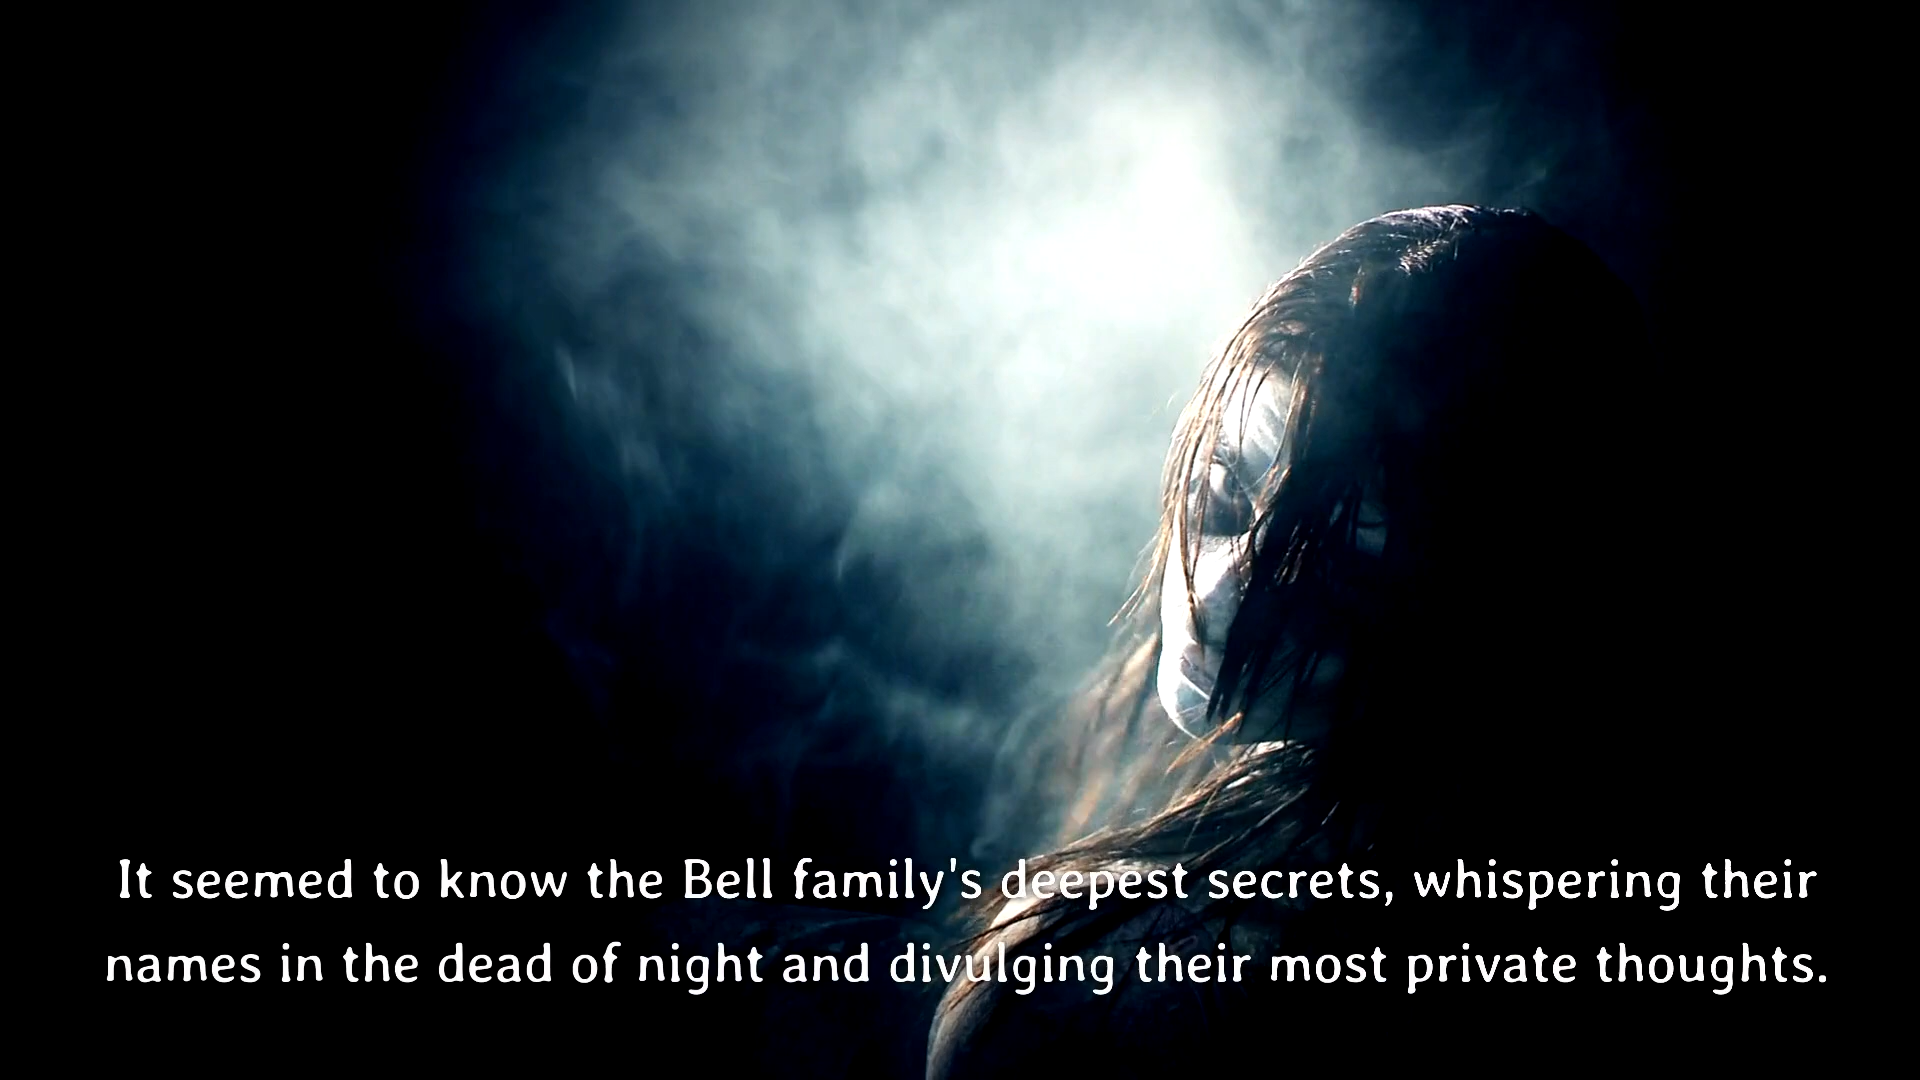 It seemed to know the Bell family's deepest secrets, whispering their
names in the dead of night and divulging their most private thoughts.